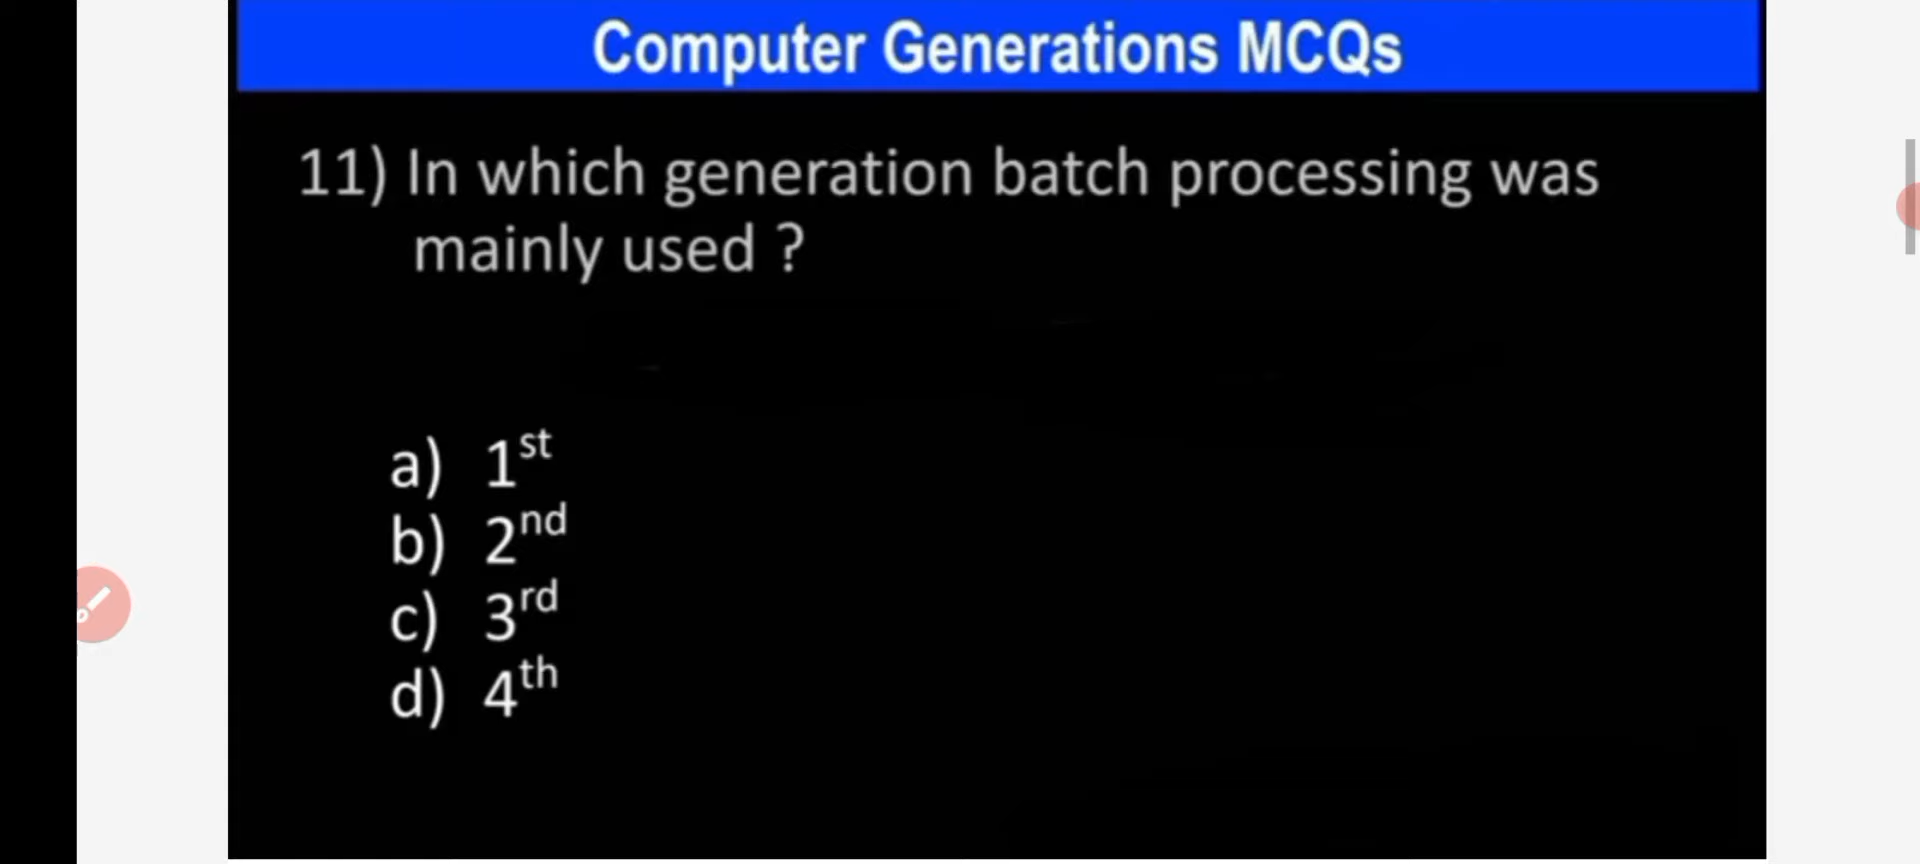 Computer Generations MCQs
11) In which generation batch processing was
mainly used ?
a) 1st
b) 2nd
c) 3rd
d) 4th